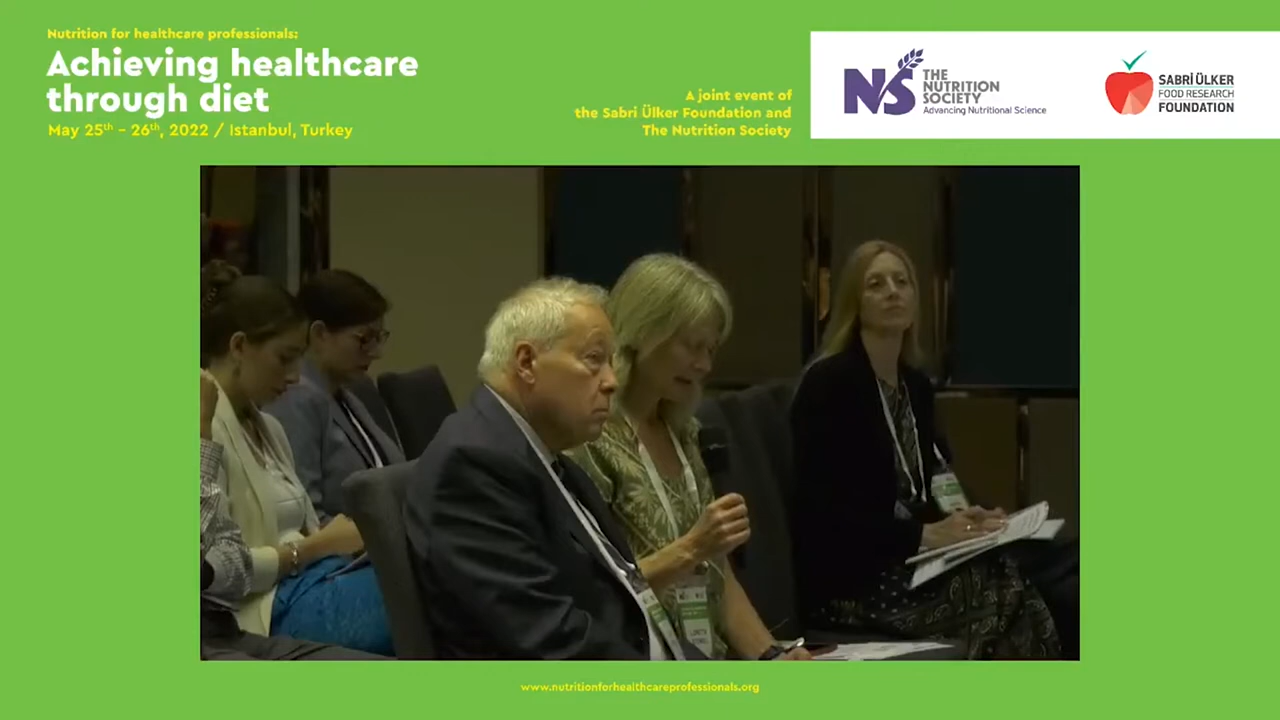 Nutrition for healthcare professionals:
Achieving healthcare
through diet
May 25th - 26th, 2022 / Istanbul, Turkey
A joint event of
the Sabri Ülker Foundation and
The Nutrition Society
NS
THE
NUTRITION
SOCIETY
Advancing Nutritional Science
SABRİ ÜLKER
FOOD RESEARCH
FOUNDATION
www.nutritionforhealthcareprofessionals.org